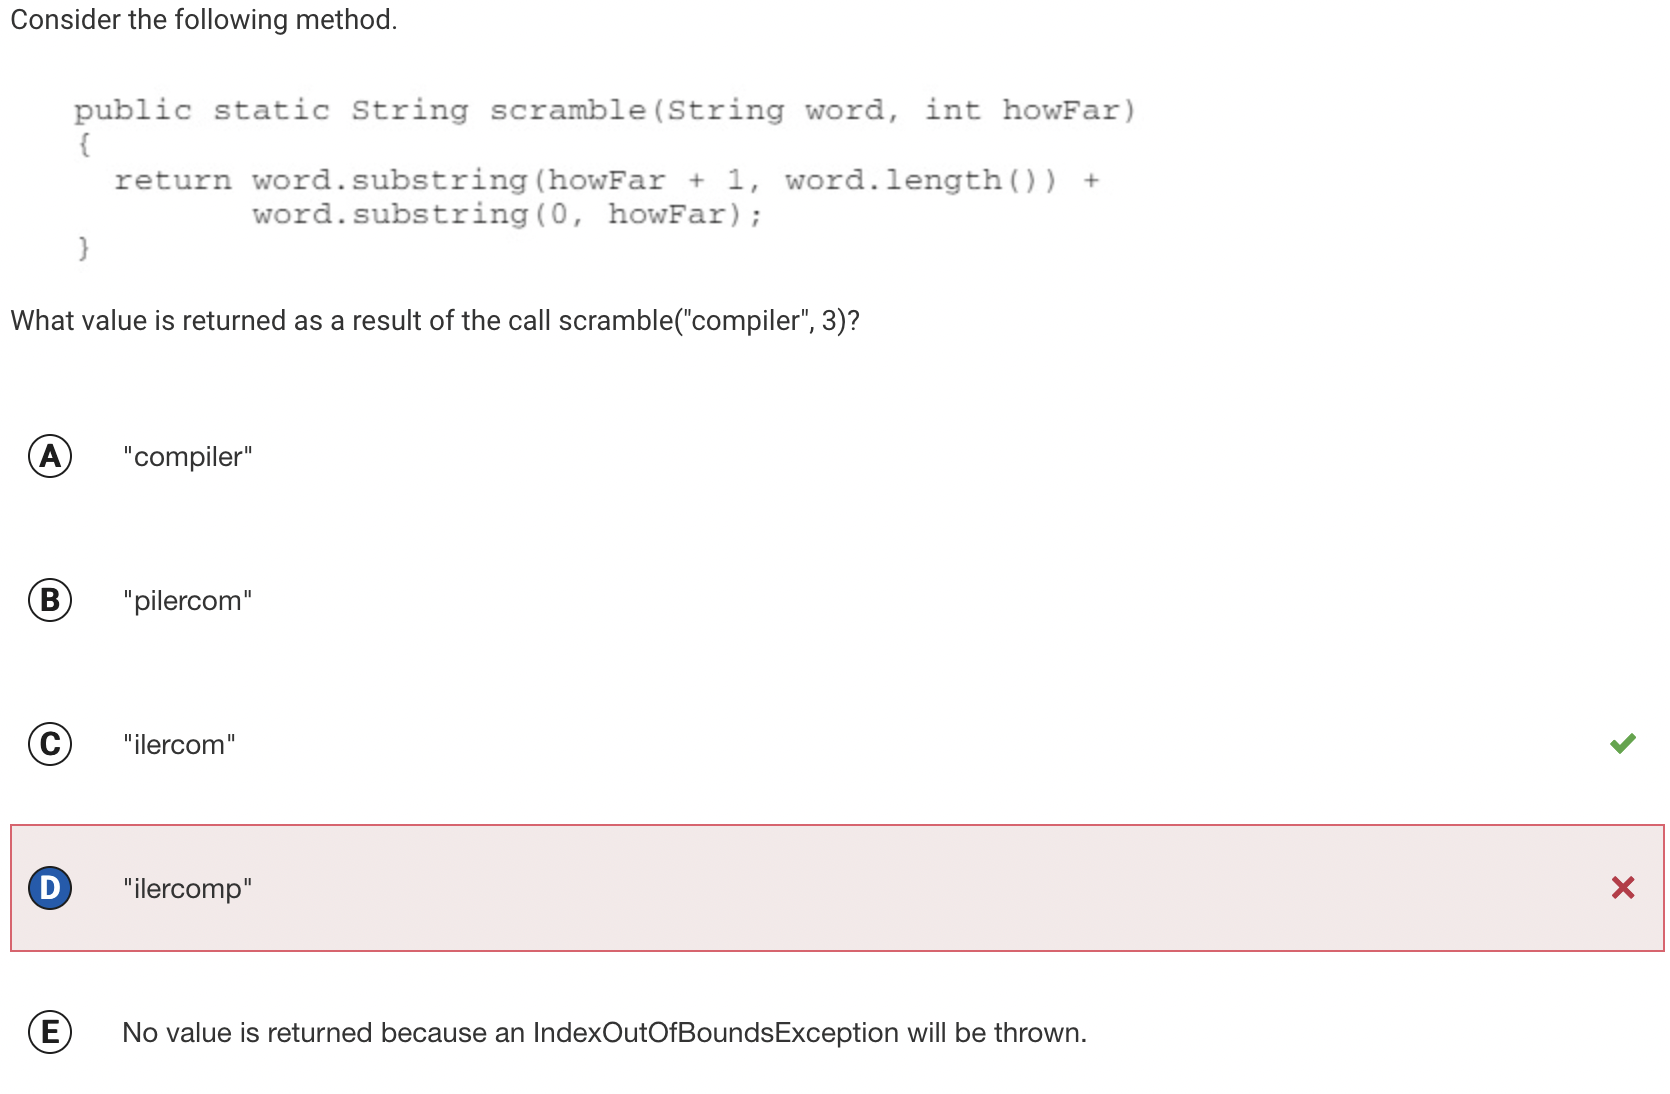 Consider the following method.
public static String scramble(String word, int howFar)
{
return word.substring(howFar + 1, word.length()) +
word.substring(0, howFar);
}
What value is returned as a result of the call scramble("compiler", 3)?
A "compiler"
B "pilercom"
C "ilercom"
D "ilercomp"
E No value is returned because an IndexOutOfBoundsException will be thrown.